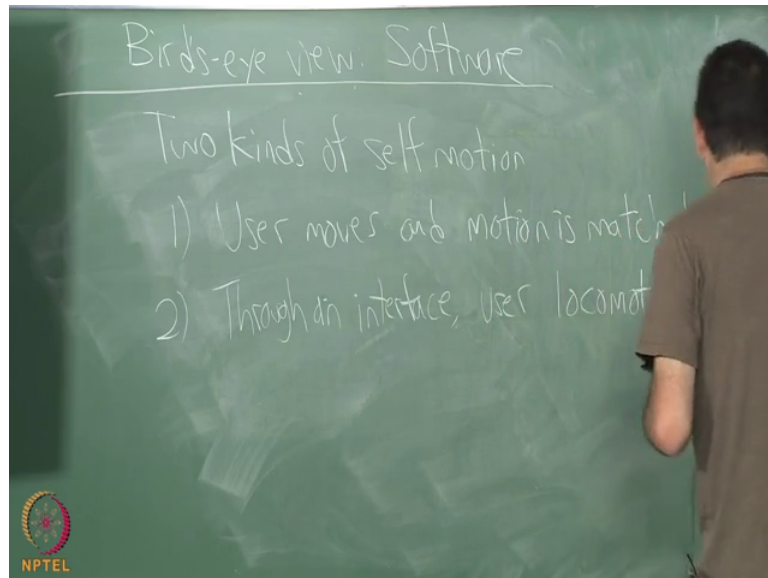 Bird's-eye view: Software
Two kinds of self motion
1) User moves and motion is match
2) Through an interface, user locomot
NPTEL